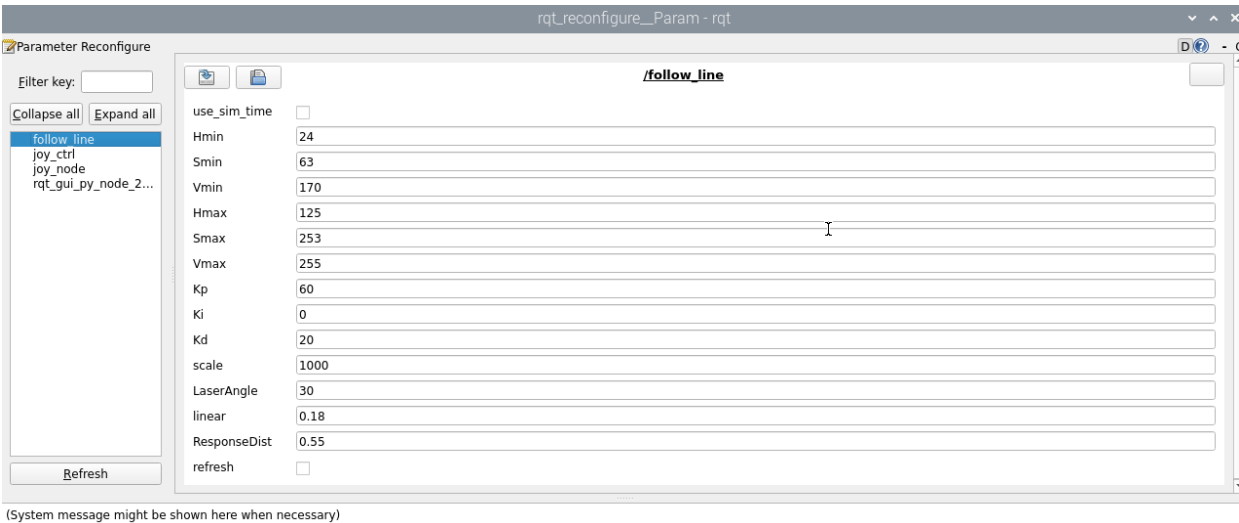 rqt_reconfigure__Param - rqt
Parameter Reconfigure
D
Filter key:
Collapse all Expand all
follow_line
joy_ctrl
joy_node
rqt_gui_py_node_2...
Refresh
/follow_line
use_sim_time
Hmin 24
Smin 63
Vmin 170
Hmax 125
Smax 253
Vmax 255
Kp 60
Ki 0
Kd 20
scale 1000
LaserAngle 30
linear 0.18
ResponseDist 0.55
refresh
(System message might be shown here when necessary)